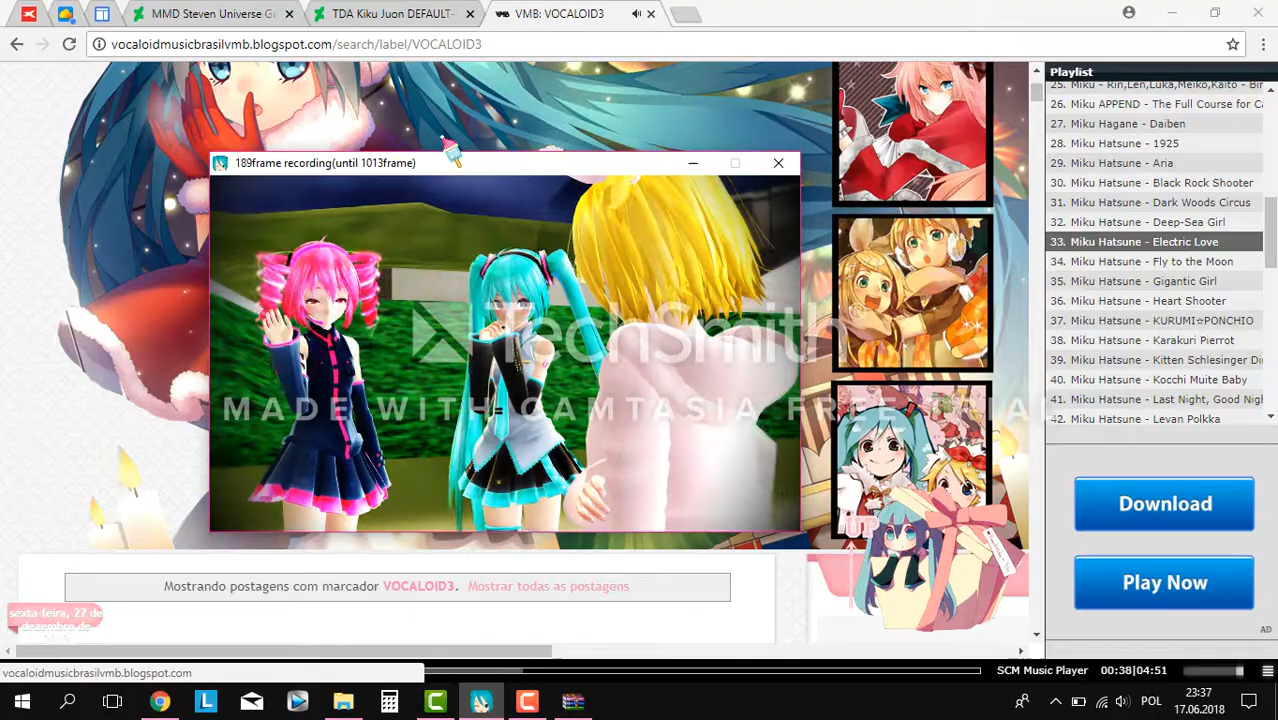 MMD Steven Universe Ge
TDA Kiku Juon DEFAULT-
VMB: VOCALOID3
vocaloidmusicbrasilvmb.blogspot.com/search/label/VOCALOID3
189frame recording(until 1013frame)
TechSmith®
MADE WITH CAMTASIA FREE TRIA
Mostrando postagens com marcador VOCALOID3. Mostrar todas as postagens
sexta-feira, 27 de
dezembro de
UP
Playlist
25. Miku - Rin,Len,Luka,Meiko,Kaito - Bir
26. Miku APPEND - The Full Course for Ca
27. Miku Hagane - Daiben
28. Miku Hatsune - 1925
29. Miku Hatsune - Aria
30. Miku Hatsune - Black Rock Shooter
31. Miku Hatsune - Dark Woods Circus
32. Miku Hatsune - Deep-Sea Girl
33. Miku Hatsune - Electric Love
34. Miku Hatsune - Fly to the Moon
35. Miku Hatsune - Gigantic Girl
36. Miku Hatsune - Heart Shooter
37. Miku Hatsune - KURUMI☆PONCHIO
38. Miku Hatsune - Karakuri Pierrot
39. Miku Hatsune - Kitten Schlesinger Di
40. Miku Hatsune - Kocchi Muite Baby
41. Miku Hatsune - Last Night, Good Nigl
42. Miku Hatsune - Levan Polkka
Download
Play Now
AD
vocaloidmusicbrasilvmb.blogspot.com
SCM Music Player
00:38/04:51
POL
23:37
17.06.2018